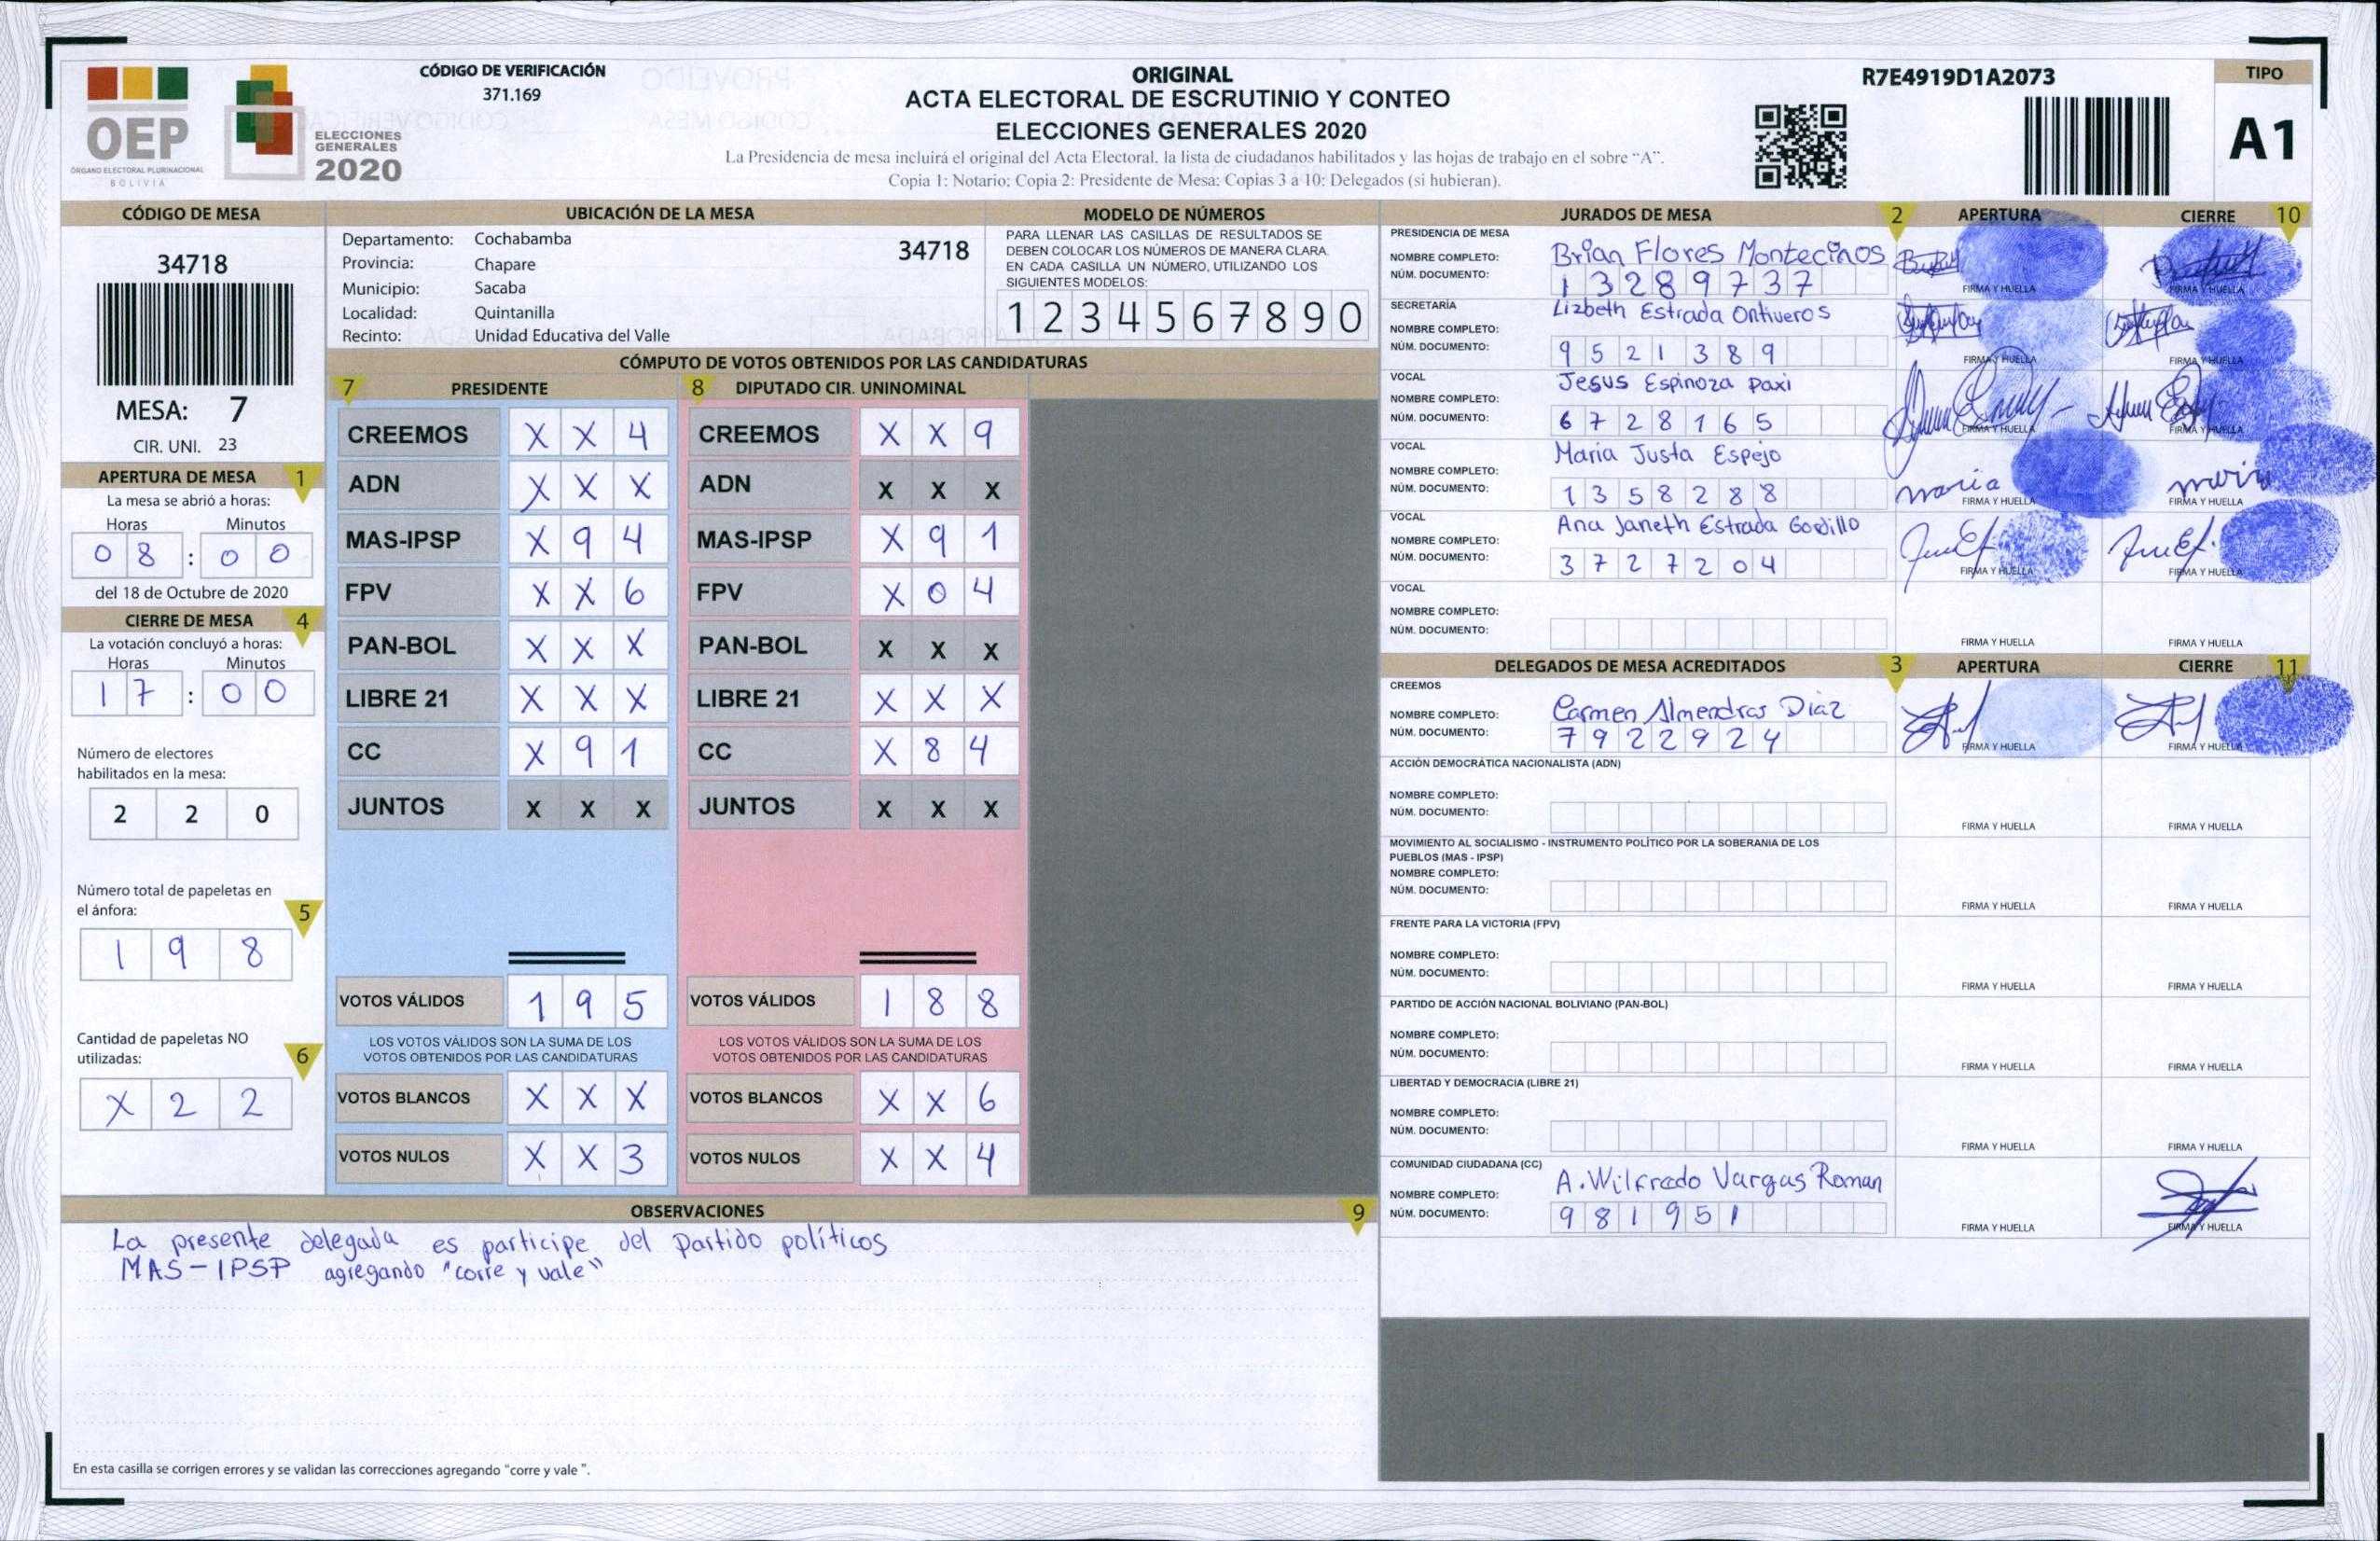 OEP
ÓRGANO ELECTORAL PLURINACIONAL
BOLIVIA
ELECCIONES
GENERALES
2020
CÓDIGO DE VERIFICACIÓN
371.169
ORIGINAL
ACTA ELECTORAL DE ESCRUTINIO Y CONTEO
ELECCIONES GENERALES 2020
La Presidencia de mesa incluirá el original del Acta Electoral, la lista de ciudadanos habilitados y las hojas de trabajo en el sobre "A".
Copia 1: Notario; Copia 2: Presidente de Mesa; Copias 3 a 10: Delegados (si hubieran).
R7E4919D1A2073
TIPO
A1
CÓDIGO DE MESA
34718
MESA: 7
CIR. UNI. 23
APERTURA DE MESA 1
La mesa se abrió a horas:
Horas Minutos
0 8 : 0 0
del 18 de Octubre de 2020
CIERRE DE MESA 4
La votación concluyó a horas:
Horas Minutos
1 7 : 0 0
Número de electores
habilitados en la mesa:
2 2 0
Número total de papeletas en
el ánfora: 5
1 9 8
Cantidad de papeletas NO
utilizadas: 6
X 2 2
UBICACIÓN DE LA MESA
Departamento: Cochabamba 34718
Provincia: Chapare
Municipio: Sacaba
Localidad: Quintanilla
Recinto: Unidad Educativa del Valle
MODELO DE NÚMEROS
PARA LLENAR LAS CASILLAS DE RESULTADOS SE
DEBEN COLOCAR LOS NÚMEROS DE MANERA CLARA
EN CADA CASILLA UN NÚMERO, UTILIZANDO LOS
SIGUIENTES MODELOS:
1 2 3 4 5 6 7 8 9 0
CÓMPUTO DE VOTOS OBTENIDOS POR LAS CANDIDATURAS
7 PRESIDENTE
CREEMOS X X 4
ADN X X X
MAS-IPSP X 9 4
FPV X X 6
PAN-BOL X X X
LIBRE 21 X X X
CC X 9 1
JUNTOS X X X
VOTOS VÁLIDOS 1 9 5
LOS VOTOS VÁLIDOS SON LA SUMA DE LOS
VOTOS OBTENIDOS POR LAS CANDIDATURAS
VOTOS BLANCOS X X X
VOTOS NULOS X X 3
8 DIPUTADO CIR. UNINOMINAL
CREEMOS X X 9
ADN X X X
MAS-IPSP X 9 1
FPV X 0 4
PAN-BOL X X X
LIBRE 21 X X X
CC X 8 4
JUNTOS X X X
VOTOS VÁLIDOS 1 8 8
LOS VOTOS VÁLIDOS SON LA SUMA DE LOS
VOTOS OBTENIDOS POR LAS CANDIDATURAS
VOTOS BLANCOS X X 6
VOTOS NULOS X X 4
OBSERVACIONES 9
La presente delegada es participe del Partido políticos
MAS-IPSP agregando "corre y vale"
En esta casilla se corrigen errores y se validan las correcciones agregando "corre y vale ".
JURADOS DE MESA 2 APERTURA CIERRE 10
PRESIDENCIA DE MESA
NOMBRE COMPLETO: Brian Flores Montecinos
NÚM. DOCUMENTO: 1 3 2 8 9 7 3 7
FIRMA Y HUELLA FIRMA Y HUELLA
SECRETARÍA
NOMBRE COMPLETO: Lizbeth Estrada Ontiveros
NÚM. DOCUMENTO: 9 5 2 1 3 8 9
FIRMA Y HUELLA FIRMA Y HUELLA
VOCAL
NOMBRE COMPLETO: Jesus Espinoza Paxi
NÚM. DOCUMENTO: 6 7 2 8 1 6 5
FIRMA Y HUELLA FIRMA Y HUELLA
VOCAL
NOMBRE COMPLETO: Maria Justa Espejo
NÚM. DOCUMENTO: 1 3 5 8 2 8 8
maria
FIRMA Y HUELLA FIRMA Y HUELLA
VOCAL
NOMBRE COMPLETO: Ana Janeth Estrada Gordillo
NÚM. DOCUMENTO: 3 7 2 7 2 0 4
FIRMA Y HUELLA FIRMA Y HUELLA
VOCAL
NOMBRE COMPLETO:
NÚM. DOCUMENTO:
FIRMA Y HUELLA FIRMA Y HUELLA
DELEGADOS DE MESA ACREDITADOS 3 APERTURA CIERRE 11
CREEMOS
NOMBRE COMPLETO: Carmen Almendras Diaz
NÚM. DOCUMENTO: 7 9 2 2 9 2 4
FIRMA Y HUELLA FIRMA Y HUELLA
ACCIÓN DEMOCRÁTICA NACIONALISTA (ADN)
NOMBRE COMPLETO:
NÚM. DOCUMENTO:
FIRMA Y HUELLA FIRMA Y HUELLA
MOVIMIENTO AL SOCIALISMO - INSTRUMENTO POLÍTICO POR LA SOBERANIA DE LOS
PUEBLOS (MAS - IPSP)
NOMBRE COMPLETO:
NÚM. DOCUMENTO:
FIRMA Y HUELLA FIRMA Y HUELLA
FRENTE PARA LA VICTORIA (FPV)
NOMBRE COMPLETO:
NÚM. DOCUMENTO:
FIRMA Y HUELLA FIRMA Y HUELLA
PARTIDO DE ACCIÓN NACIONAL BOLIVIANO (PAN-BOL)
NOMBRE COMPLETO:
NÚM. DOCUMENTO:
FIRMA Y HUELLA FIRMA Y HUELLA
LIBERTAD Y DEMOCRACIA (LIBRE 21)
NOMBRE COMPLETO:
NÚM. DOCUMENTO:
FIRMA Y HUELLA FIRMA Y HUELLA
COMUNIDAD CIUDADANA (CC)
NOMBRE COMPLETO: A. Wilfredo Vargas Roman
NÚM. DOCUMENTO: 9 8 1 9 5 1
FIRMA Y HUELLA FIRMA Y HUELLA